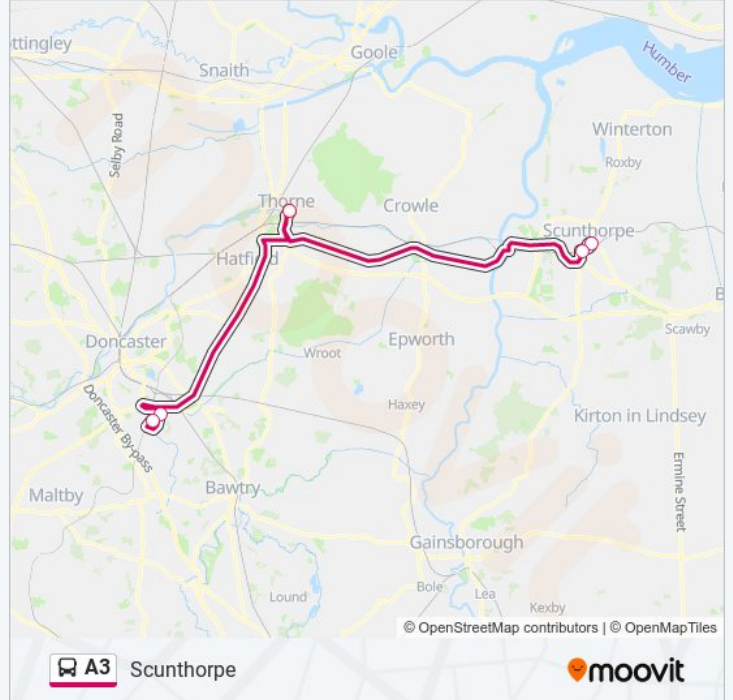 ottingley
Goole
Snaith
Humber
Selby Road
Winterton
Roxby
Thorne
Crowle
Scunthorpe
Hatfield
B
Scawby
Doncaster
Epworth
Wroot
Doncaster By-pass
Haxey
Kirton in Lindsey
Ermine Street
Maltby
Bawtry
Gainsborough
Bole
Lea
Lound
Kexby
© OpenStreetMap contributors | © OpenMapTiles
A3 Scunthorpe
moovit